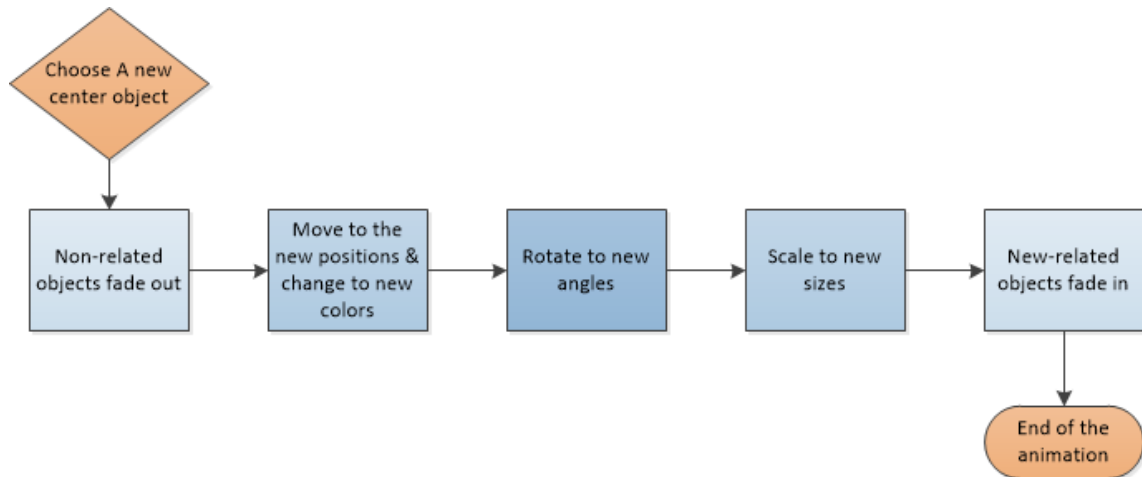 Choose A new
center object
Non-related
objects fade out
Move to the
new positions &
change to new
colors
Rotate to new
angles
Scale to new
sizes
New-related
objects fade in
End of the
animation